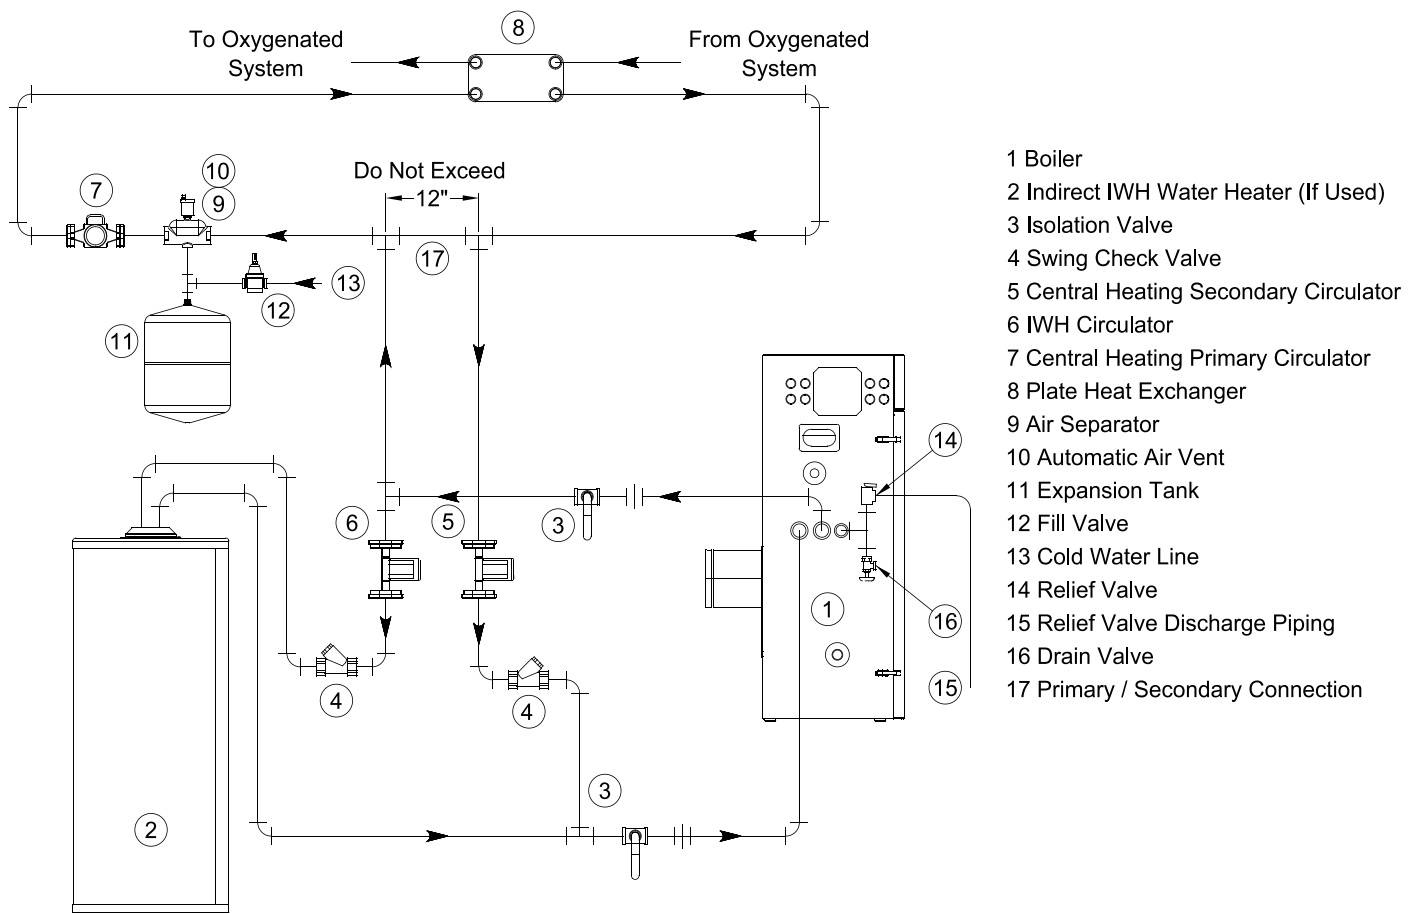 8
To Oxygenated
System
From Oxygenated
System
10
7
9
Do Not Exceed
12"
17
13
12
11
14
6
5
3
1
16
4
4
15
3
2
1 Boiler
2 Indirect IWH Water Heater (If Used)
3 Isolation Valve
4 Swing Check Valve
5 Central Heating Secondary Circulator
6 IWH Circulator
7 Central Heating Primary Circulator
8 Plate Heat Exchanger
9 Air Separator
10 Automatic Air Vent
11 Expansion Tank
12 Fill Valve
13 Cold Water Line
14 Relief Valve
15 Relief Valve Discharge Piping
16 Drain Valve
17 Primary / Secondary Connection